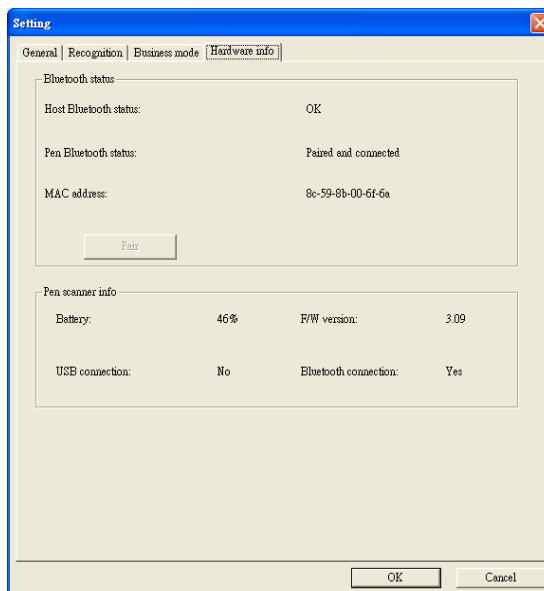 Setting
General Recognition Business mode Hardware info
Bluetooth status
Host Bluetooth status: OK
Pen Bluetooth status: Paired and connected
MAC address: 8c-59-8b-00-6f-6a
Pair
Pen scanner info
Battery: 46% F/W version: 3.09
USB connection: No Bluetooth connection: Yes
OK Cancel